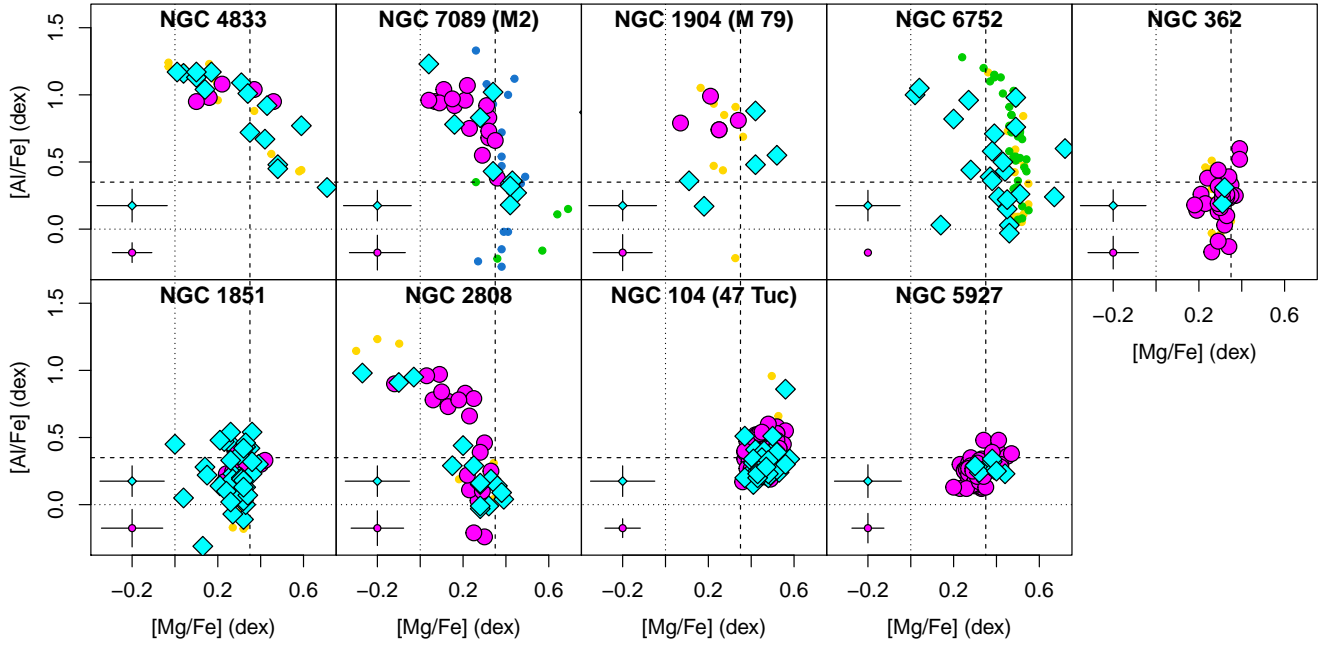 NGC 4833 NGC 7089 (M2) NGC 1904 (M 79) NGC 6752 NGC 362
1.5
1.0
0.5
0.0
[Al/Fe] (dex)
−0.2 0.2 0.6
[Mg/Fe] (dex)
NGC 1851 NGC 2808 NGC 104 (47 Tuc) NGC 5927
1.5
1.0
0.5
0.0
[Al/Fe] (dex)
−0.2 0.2 0.6 −0.2 0.2 0.6 −0.2 0.2 0.6 −0.2 0.2 0.6
[Mg/Fe] (dex) [Mg/Fe] (dex) [Mg/Fe] (dex) [Mg/Fe] (dex)